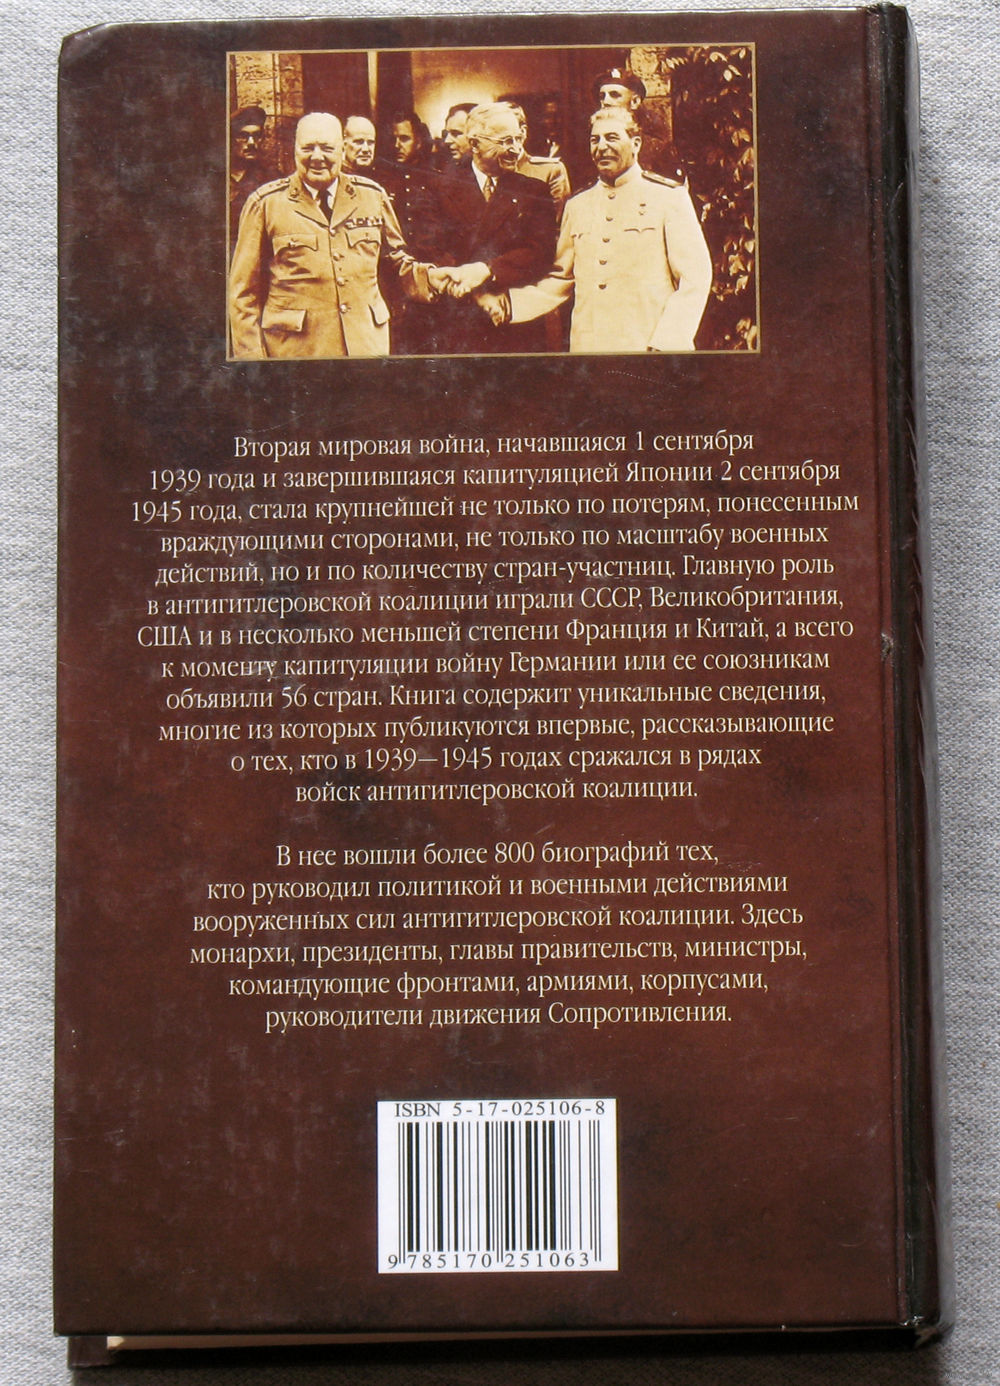 Вторая мировая война, начавшаяся 1 сентября
1939 года и завершившаяся капитуляцией Японии 2 сентября
1945 года, стала крупнейшей не только по потерям, понесенным
враждующими сторонами, не только по масштабу военных
действий, но и по количеству стран-участниц. Главную роль
в антигитлеровской коалиции играли СССР, Великобритания,
США и в несколько меньшей степени Франция и Китай, а всего
к моменту капитуляции войну Германии или ее союзникам
объявили 56 стран. Книга содержит уникальные сведения,
многие из которых публикуются впервые, рассказывающие
о тех, кто в 1939—1945 годах сражался в рядах
войск антигитлеровской коалиции.
В нее вошли более 800 биографий тех,
кто руководил политикой и военными действиями
вооруженных сил антигитлеровской коалиции. Здесь
монархи, президенты, главы правительств, министры,
командующие фронтами, армиями, корпусами,
руководители движения Сопротивления.
ISBN 5-17-025106-8
9 785170 251063